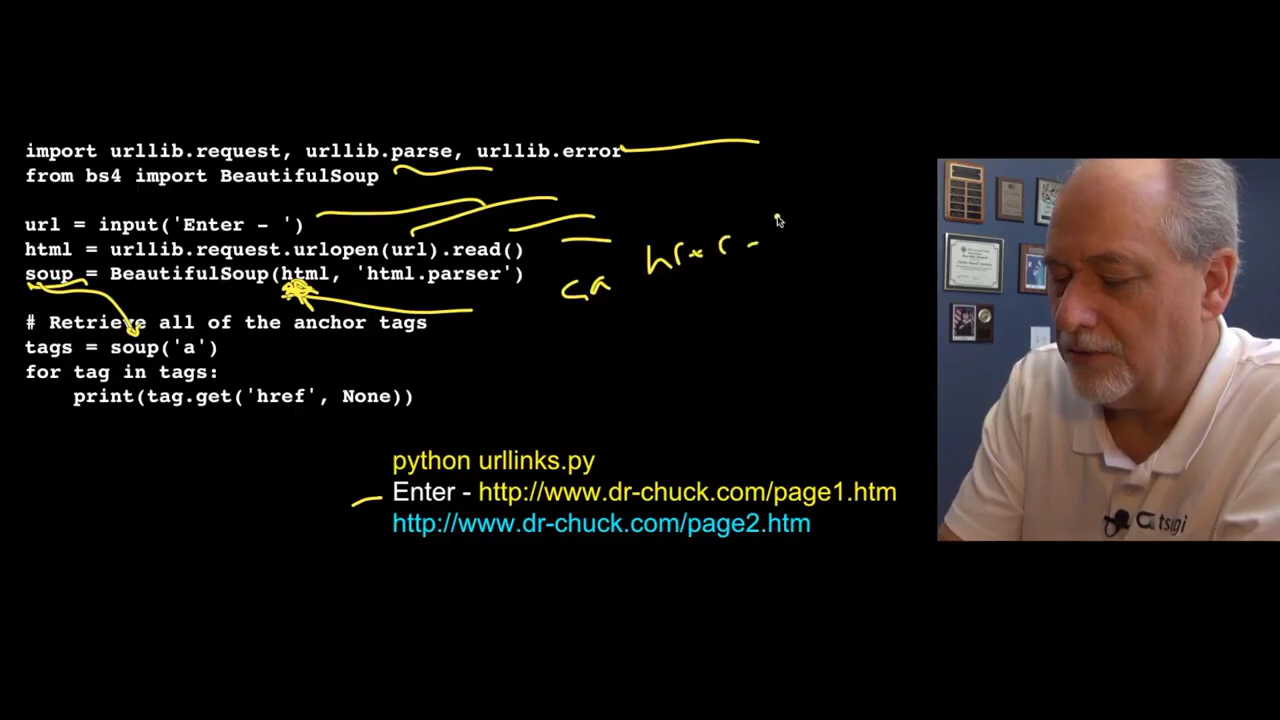 import urllib.request, urllib.parse, urllib.error
from bs4 import BeautifulSoup
url = input('Enter - ')
html = urllib.request.urlopen(url).read()
soup = BeautifulSoup(html, 'html.parser')
# Retrieve all of the anchor tags
tags = soup('a')
for tag in tags:
print(tag.get('href', None))
python urllinks.py
Enter - http://www.dr-chuck.com/page1.htm
http://www.dr-chuck.com/page2.htm
tsugi